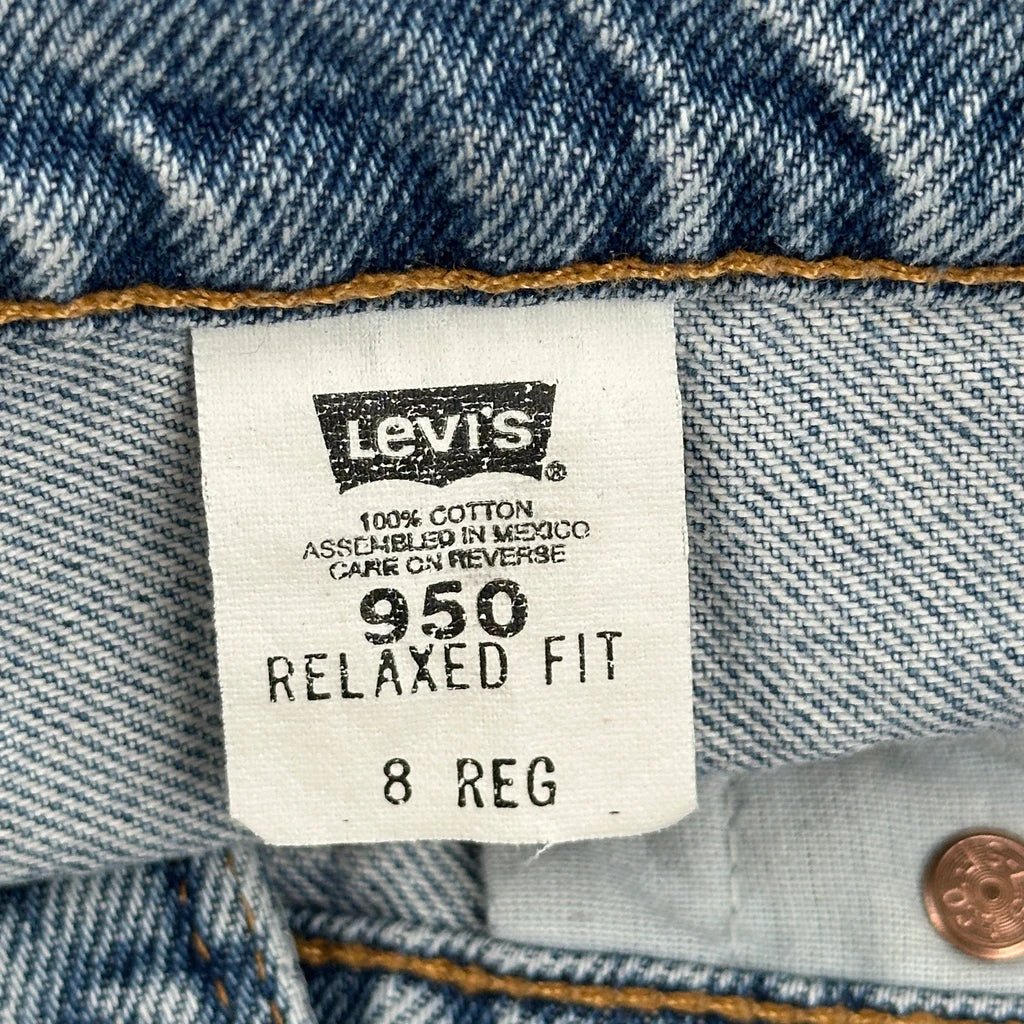 Levi's®
100% COTTON
ASSEMBLED IN MEXICO
CARE ON REVERSE
950
RELAXED FIT
8 REG